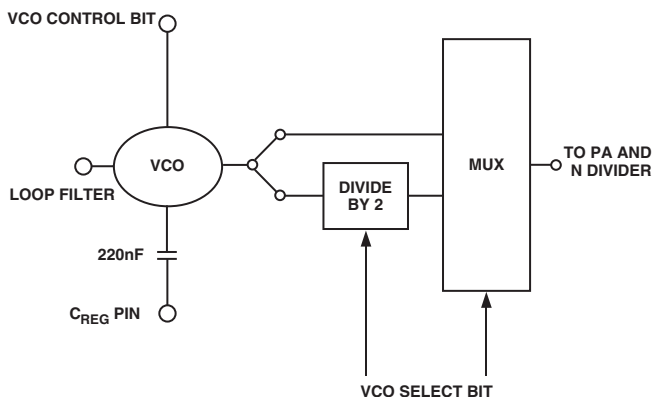 VCO CONTROL BIT
VCO
LOOP FILTER
220nF
CREG PIN
DIVIDE
BY 2
MUX
TO PA AND
N DIVIDER
VCO SELECT BIT